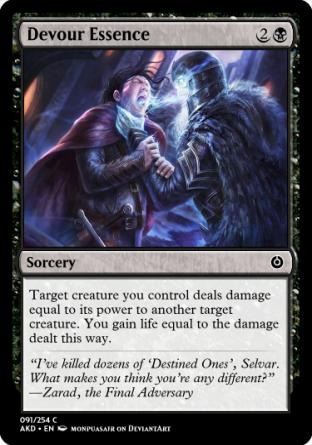 Devour Essence 2
Sorcery
Target creature you control deals damage
equal to its power to another target
creature. You gain life equal to the damage
dealt this way.
"I've killed dozens of 'Destined Ones', Selvar.
What makes you think you're any different?"
—Zarad, the Final Adversary
091/254 C
AKD • EN MONPUASAJR ON DEVIANTART